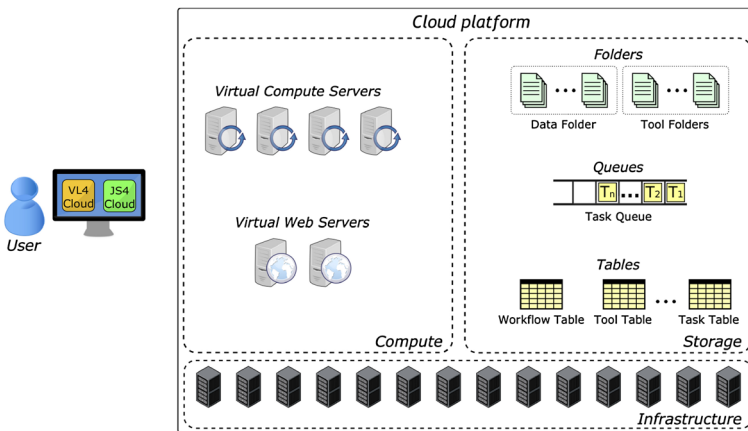 Cloud platform
Virtual Compute Servers
Virtual Web Servers
Compute
Folders
Data Folder
Tool Folders
Queues
Tn ... T2 T1
Task Queue
Tables
Workflow Table
Tool Table
...
Task Table
Storage
Infrastructure
VL4
Cloud
JS4
Cloud
User